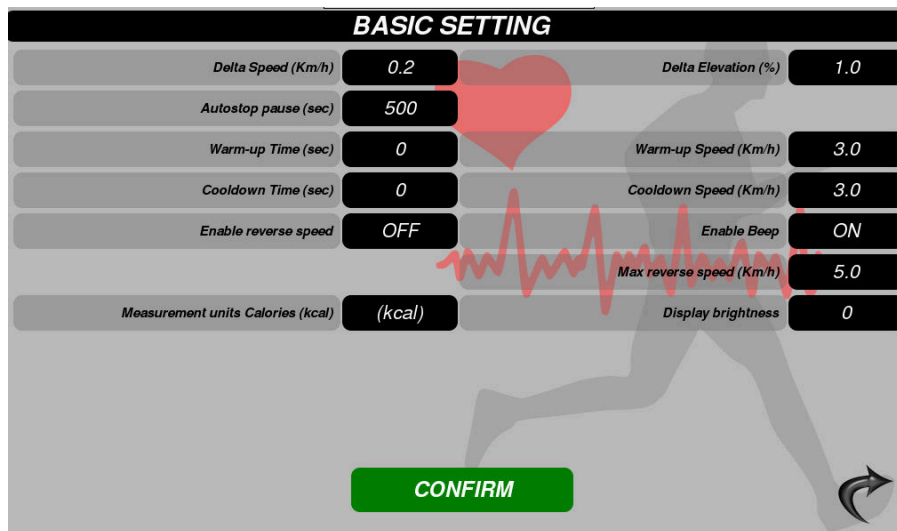 BASIC SETTING
Delta Speed (Km/h) 0.2 Delta Elevation (%) 1.0
Autostop pause (sec) 500
Warm-up Time (sec) 0 Warm-up Speed (Km/h) 3.0
Cooldown Time (sec) 0 Cooldown Speed (Km/h) 3.0
Enable reverse speed OFF Enable Beep ON
Max reverse speed (Km/h) 5.0
Measurement units Calories (kcal) (kcal) Display brightness 0
CONFIRM